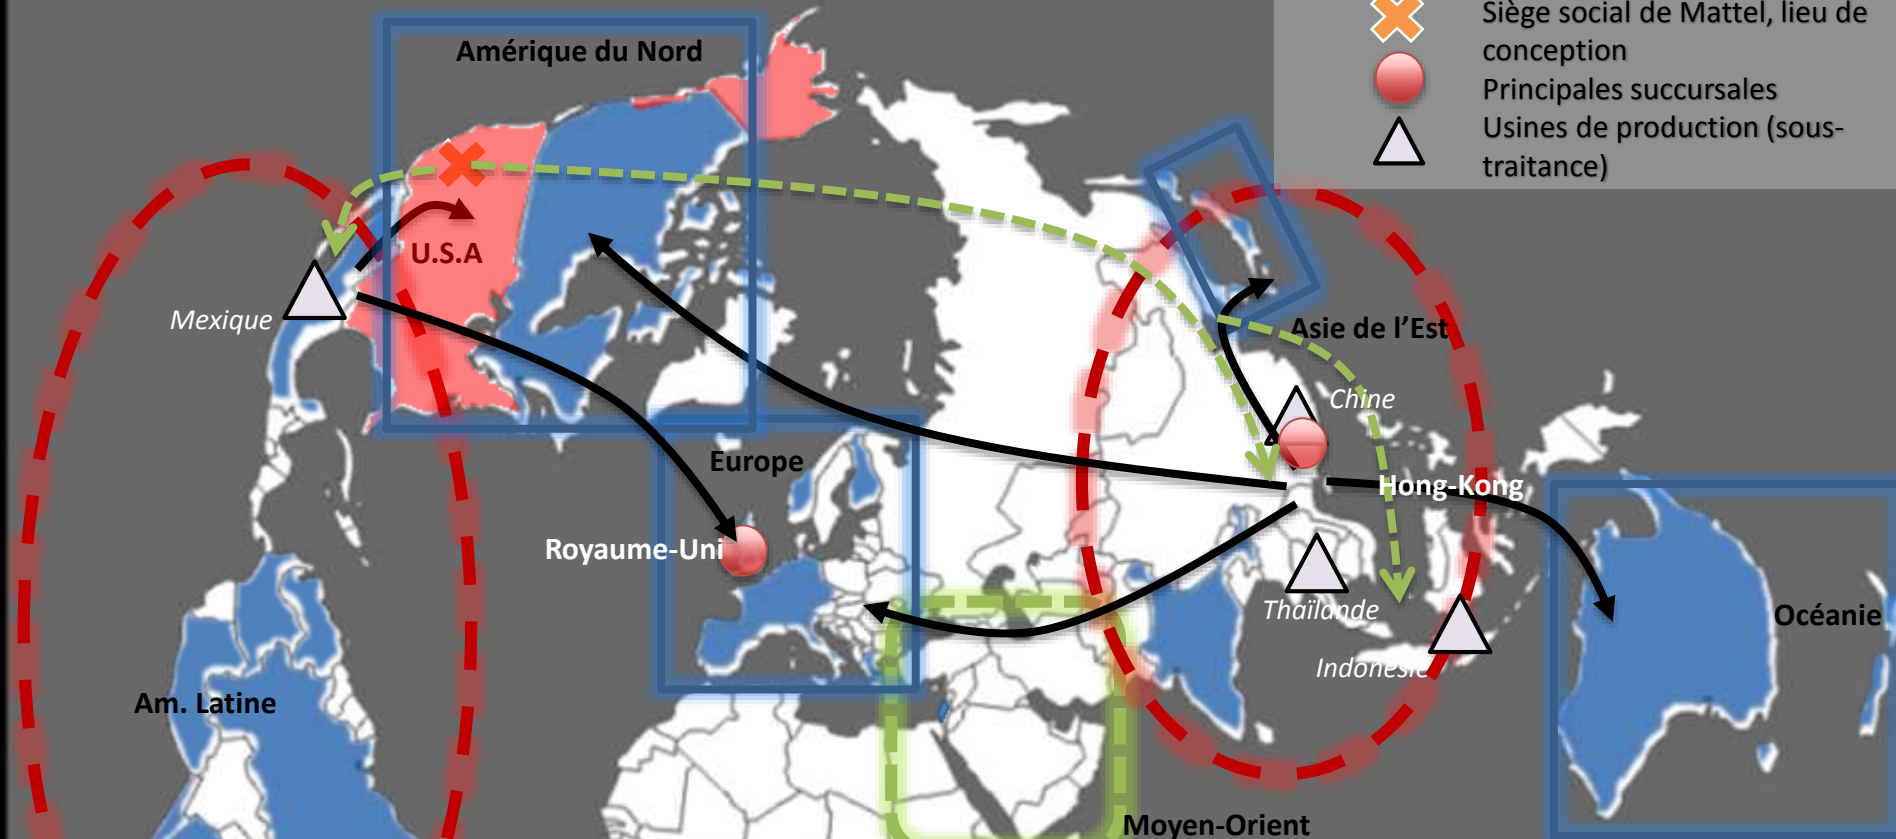 Siège social de Mattel, lieu de
conception
Principales succursales
Usines de production (sous-
traitance)
Amérique du Nord
U.S.A
Mexique
Asie de l’Est
Chine
Europe
Hong-Kong
Royaume-Uni
Thaïlande
Océanie
Indonésie
Am. Latine
Moyen-Orient